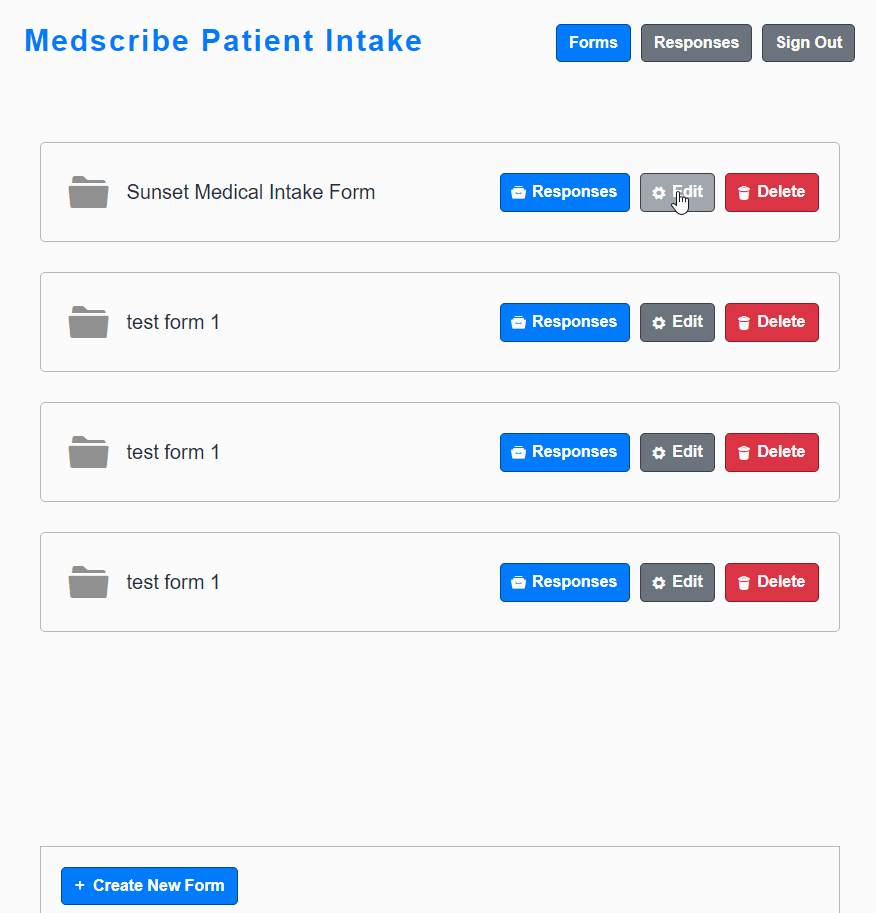 Medscribe Patient Intake Forms Responses Sign Out
Sunset Medical Intake Form Responses Edit Delete
test form 1 Responses Edit Delete
test form 1 Responses Edit Delete
test form 1 Responses Edit Delete
+ Create New Form